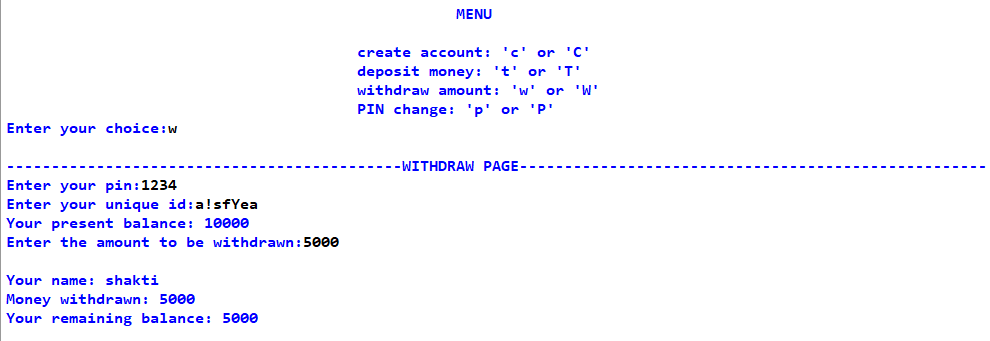 MENU
create account: 'c' or 'C'
deposit money: 't' or 'T'
withdraw amount: 'w' or 'W'
PIN change: 'p' or 'P'
Enter your choice:w
--------------------------------------------WITHDRAW PAGE----------------------------------------------------
Enter your pin:1234
Enter your unique id:a!sfYea
Your present balance: 10000
Enter the amount to be withdrawn:5000
Your name: shakti
Money withdrawn: 5000
Your remaining balance: 5000